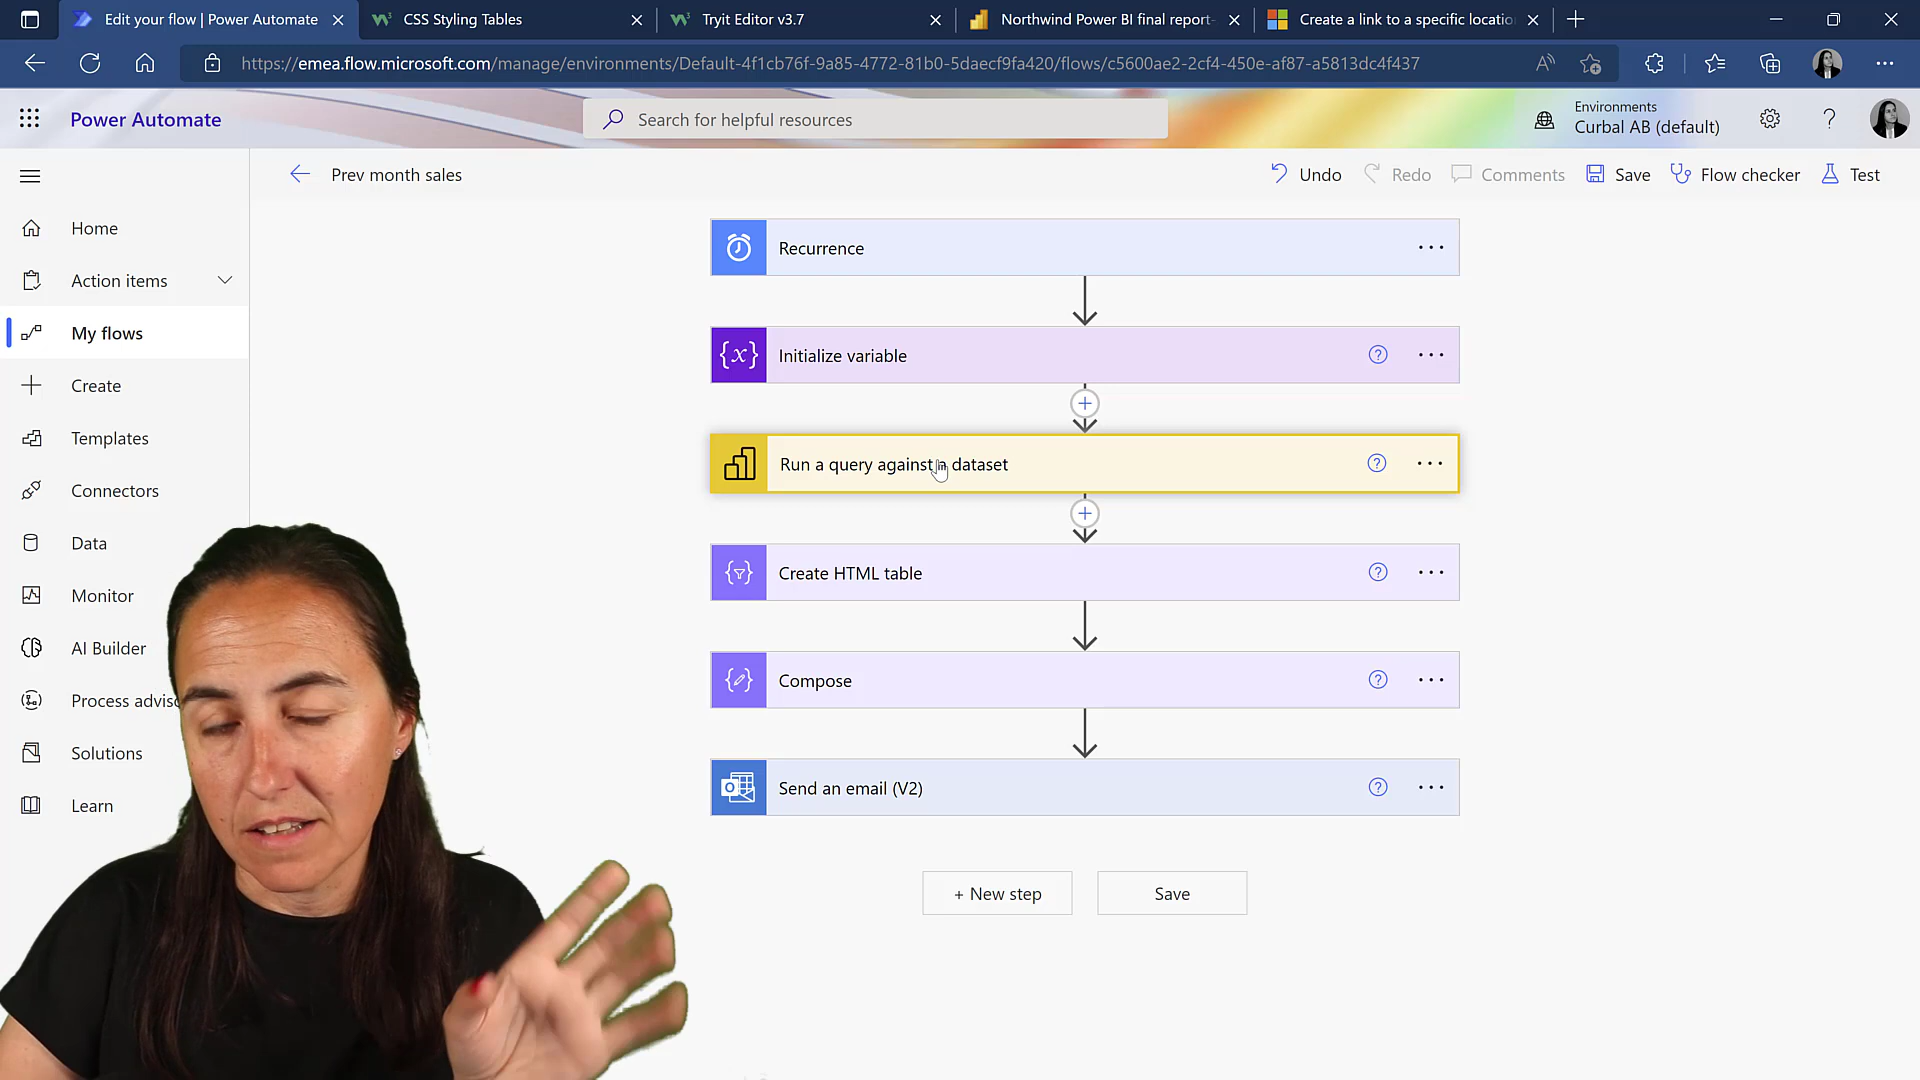 Edit your flow | Power Automate
CSS Styling Tables
Tryit Editor v3.7
Northwind Power BI final report-
Create a link to a specific locatio
https://emea.flow.microsoft.com/manage/environments/Default-4f1cb76f-9a85-4772-81b0-5daecf9fa420/flows/c5600ae2-2cf4-450e-af87-a5813dc4f437
Power Automate
Search for helpful resources
Environments
Curbal AB (default)
Prev month sales
Undo
Redo
Comments
Save
Flow checker
Test
Home
Action items
My flows
Create
Templates
Connectors
Data
Monitor
AI Builder
Process adviso
Solutions
Learn
Recurrence
Initialize variable
Run a query against a dataset
Create HTML table
Compose
Send an email (V2)
+ New step
Save